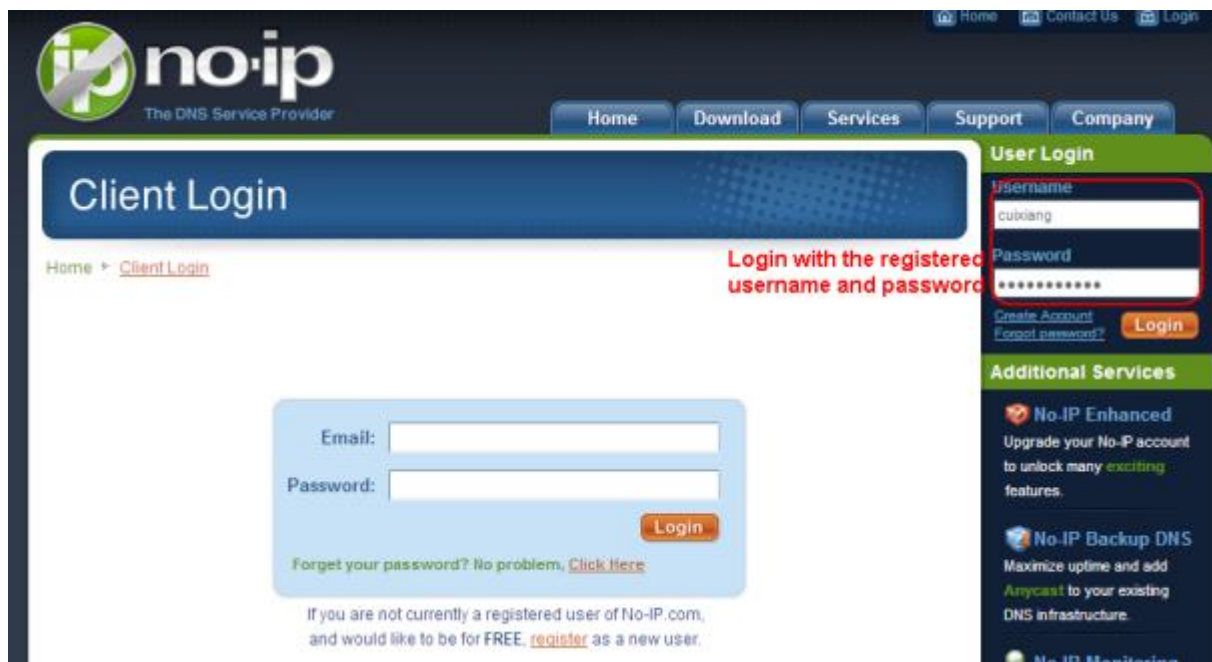 Home Contact Us Login
no·ip
The DNS Service Provider
Home Download Services Support Company
Client Login
Home Client Login
Login with the registered
username and password
User Login
Username
cuixiang
Password
•••••••••••
Create Account
Forgot password?
Login
Email:
Password:
Login
Forget your password? No problem, Click Here
If you are not currently a registered user of No-IP.com,
and would like to be for FREE, register as a new user.
Additional Services
No-IP Enhanced
Upgrade your No-IP account
to unlock many exciting
features.
No-IP Backup DNS
Maximize uptime and add
Anycast to your existing
DNS infrastructure.
No-IP Monitoring